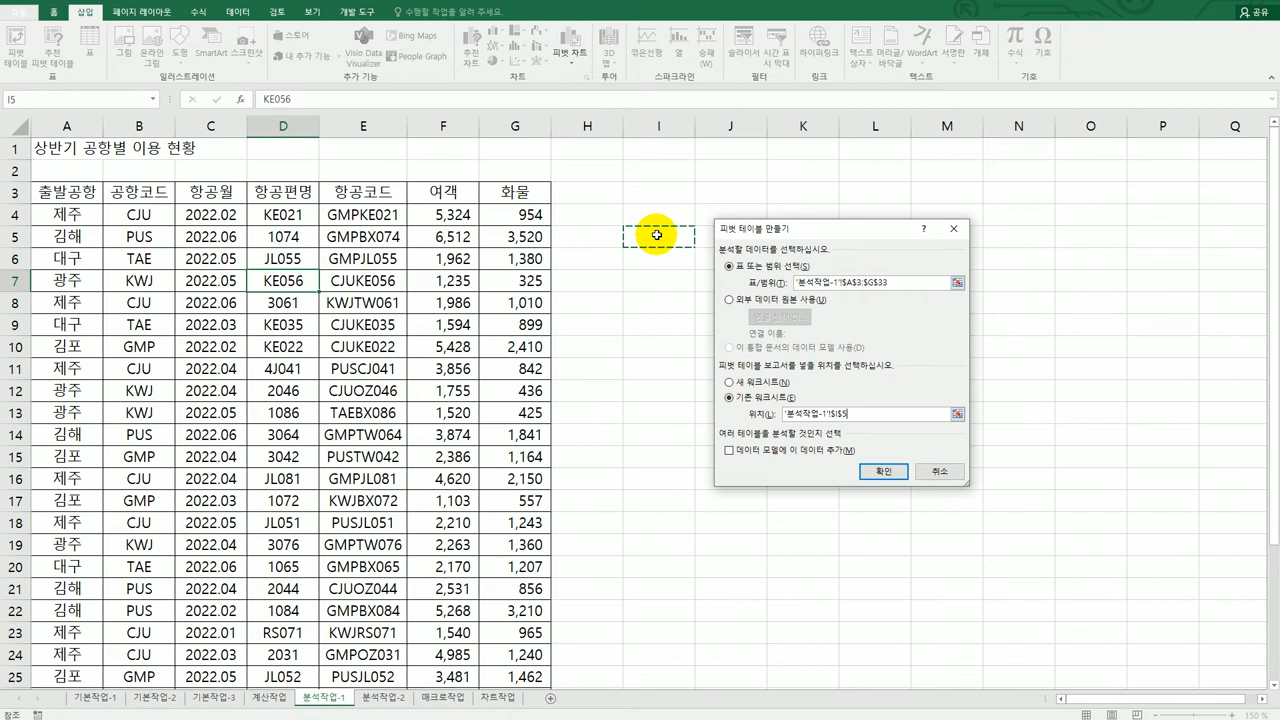 홈 삽입 페이지 레이아웃 수식 데이터 검토 보기 개발 도구 수행할 작업을 알려 주세요. 공유
피벗 테이블 추천 피벗 테이블 표 그림 온라인 그림 도형 SmartArt 스크린샷 스토어 내 추가 기능 Visio Data Visualizer Bing Maps People Graph 추천 차트 피벗 차트 3D 맵 꺾은선형 열 승패 (W) 슬라이서 시간 표시 막대 하이퍼링크 텍스트 상자 머리글/바닥글 WordArt 서명란 개체 수식 기호
표 일러스트레이션 추가 기능 차트 투어 스파크라인 필터 링크 텍스트 기호
I5 fx KE056
A B C D E F G H I J K L M N O P Q
1 상반기 공항별 이용 현황
2
3 출발공항 공항코드 항공월 항공편명 항공코드 여객 화물
4 제주 CJU 2022.02 KE021 GMPKE021 5,324 954
5 김해 PUS 2022.06 1074 GMPBX074 6,512 3,520
6 대구 TAE 2022.05 JL055 GMPJL055 1,962 1,380
7 광주 KWJ 2022.05 KE056 CJUKE056 1,235 325
8 제주 CJU 2022.03 3061 KWJTW061 1,986 1,010
9 대구 TAE 2022.03 KE035 CJUKE035 1,594 899
10 김포 GMP 2022.02 KE022 CJUKE022 5,428 2,410
11 제주 CJU 2022.04 4J041 PUSCJ041 3,856 842
12 광주 KWJ 2022.04 2046 CJUOZ046 1,755 436
13 광주 KWJ 2022.05 1086 TAEBX086 1,520 425
14 김해 PUS 2022.06 3064 GMPTW064 3,874 1,841
15 김포 GMP 2022.04 3042 PUSTW042 2,386 1,164
16 제주 CJU 2022.04 JL081 GMPJL081 4,620 2,150
17 김포 GMP 2022.03 1072 KWJBX072 1,103 557
18 제주 CJU 2022.05 JL051 PUSJL051 2,210 1,243
19 광주 KWJ 2022.04 3076 GMPTW076 2,263 1,360
20 대구 TAE 2022.06 1065 PUSBX065 2,170 1,207
21 김해 PUS 2022.04 2044 CJUOZ044 2,531 856
22 김해 PUS 2022.02 1084 GMPBX084 5,268 3,210
23 제주 CJU 2022.01 RS071 KWJRS071 1,540 965
24 제주 CJU 2022.03 2031 GMPOZ031 4,985 1,240
25 김포 GMP 2022.05 JL052 PUSJL052 3,481 1,462
피벗 테이블 만들기 ?
분석할 데이터를 선택하십시오.
표 또는 범위 선택(S)
표/범위(T): '분석작업-1'!$A$3:$G$33
외부 데이터 원본 사용(U)
연결 선택(C)...
연결 이름:
이 통합 문서의 데이터 모델 사용(D)
피벗 테이블 보고서를 넣을 위치를 선택하십시오.
새 워크시트(N)
기존 워크시트(E)
위치(L): '분석작업-1'!$I$5
여러 테이블을 분석할 것인지 선택
데이터 모델에 이 데이터 추가(M)
확인 취소
기본작업-1 기본작업-2 기본작업-3 계산작업 분석작업-1 분석작업-2 매크로작업 차트작업
참조 150 %